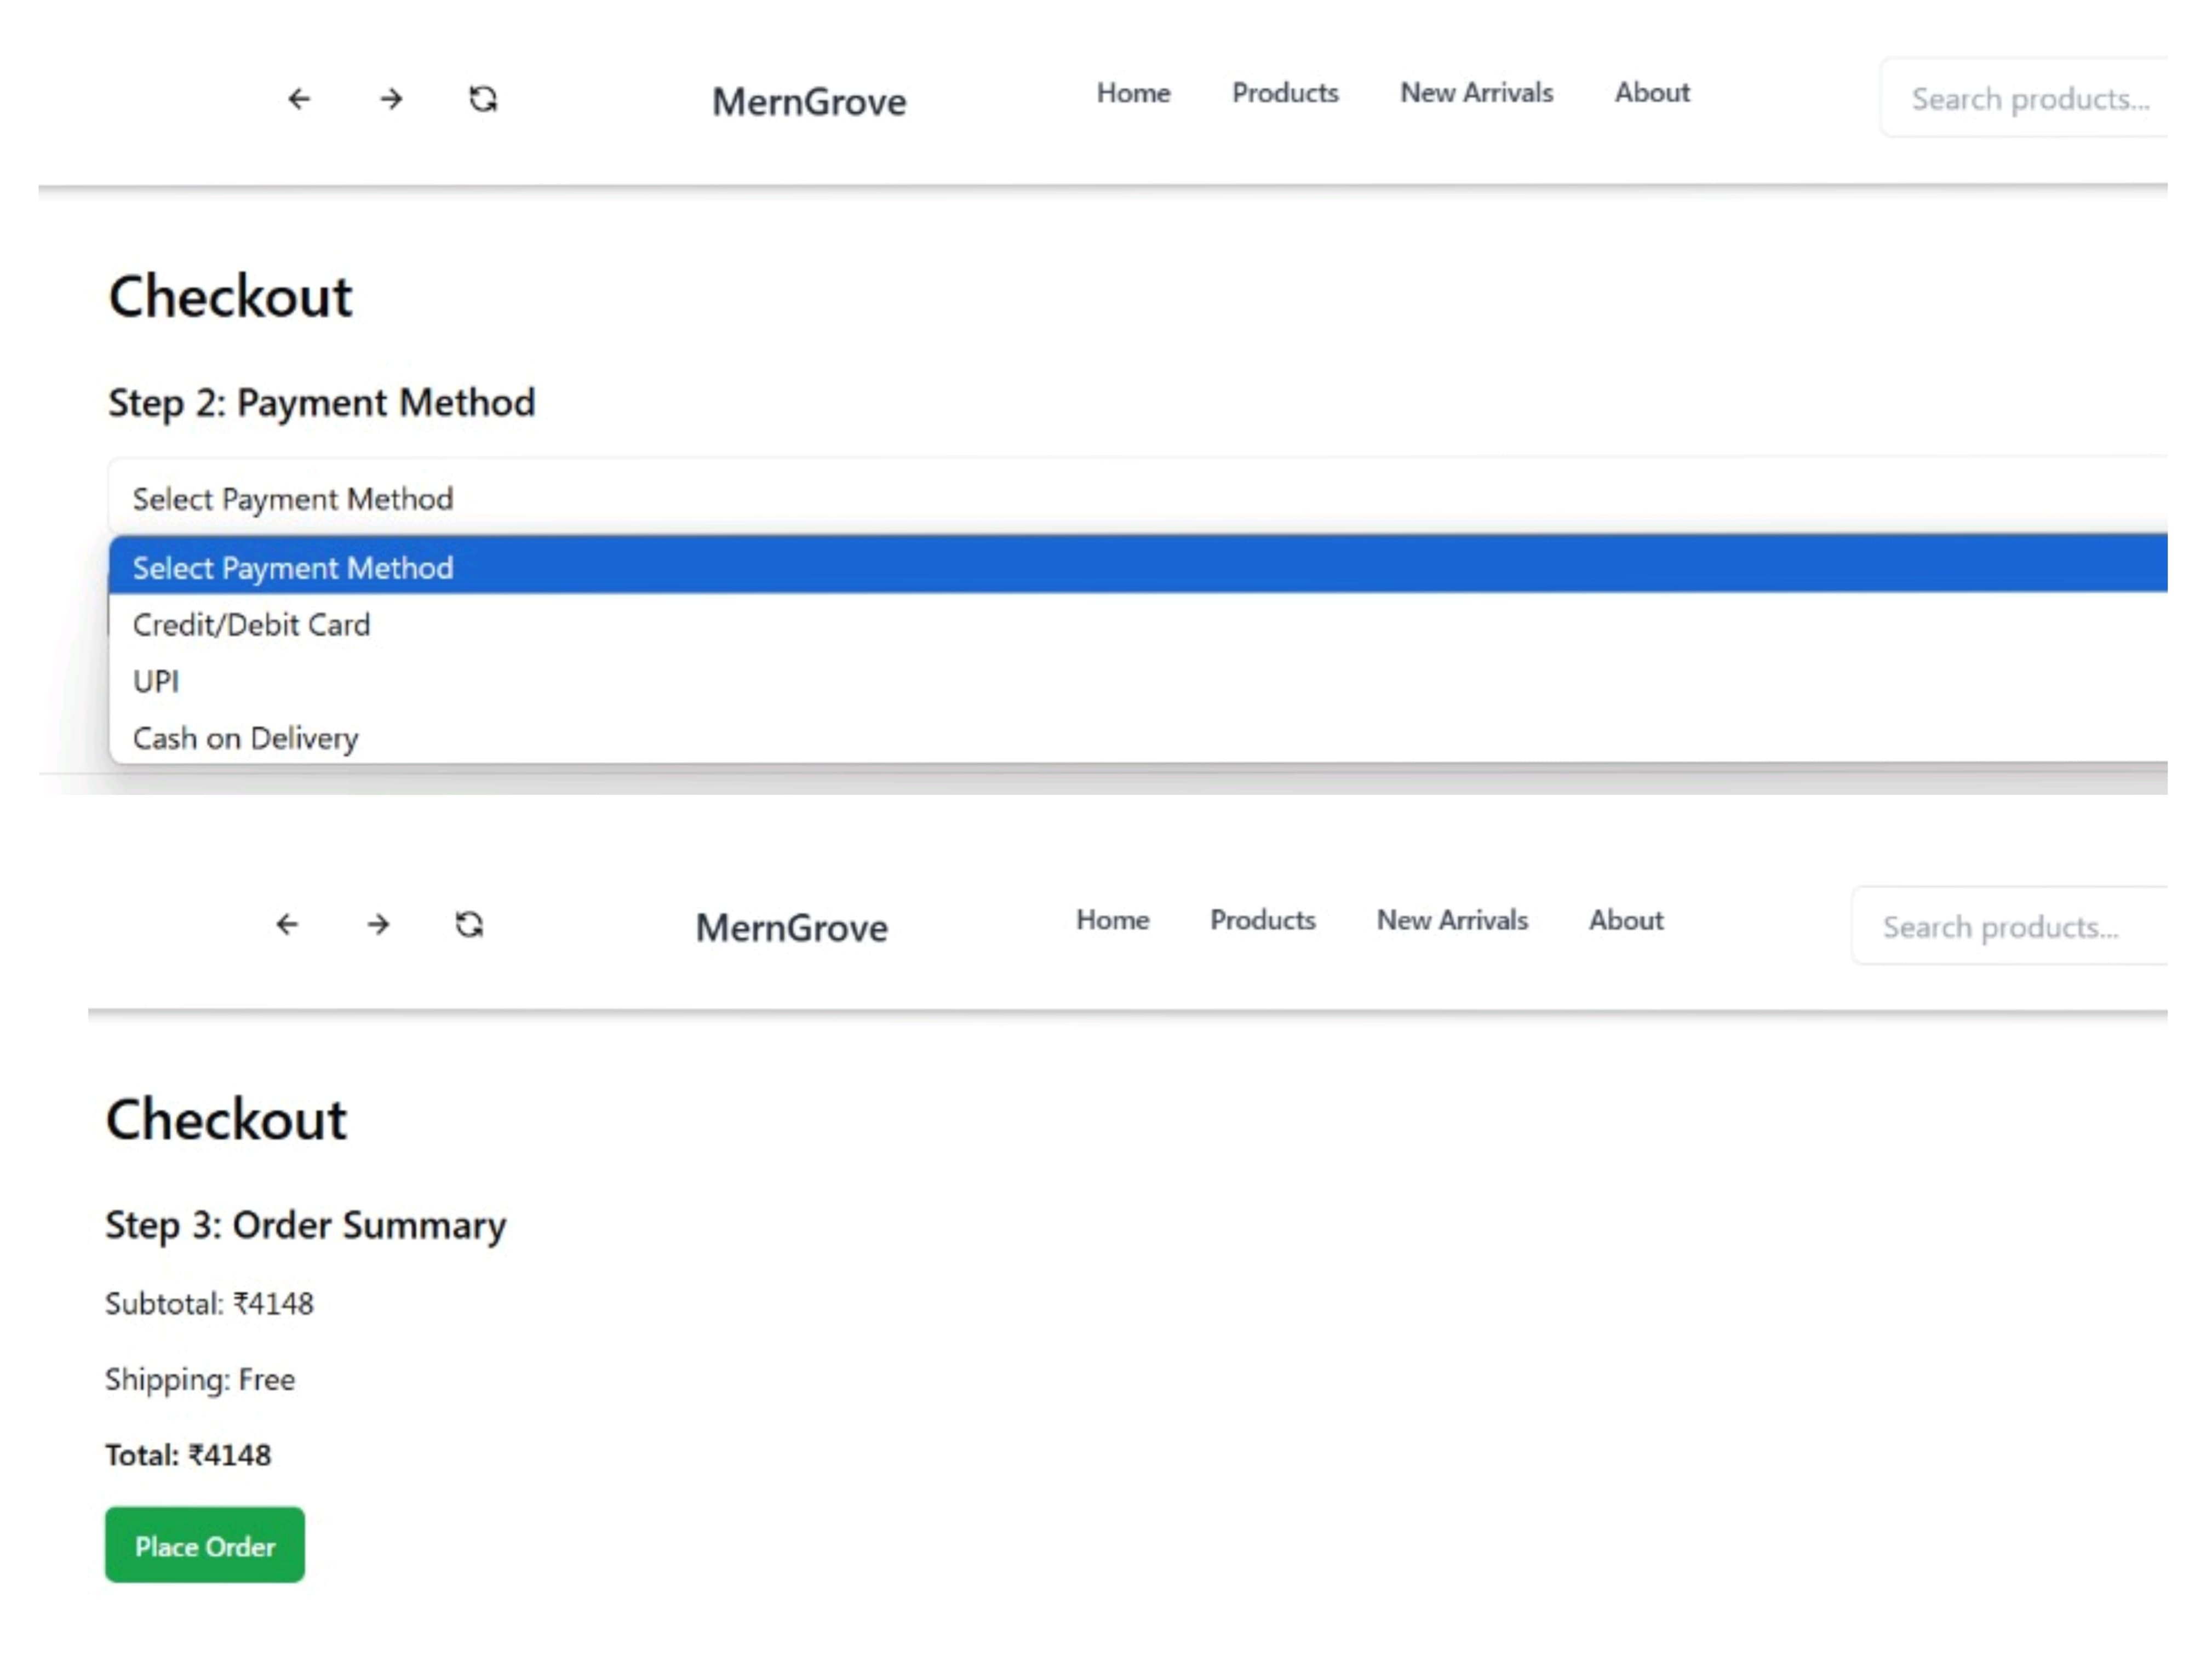 MernGrove Home Products New Arrivals About Search products...
Checkout
Step 2: Payment Method
Select Payment Method
Select Payment Method
Credit/Debit Card
UPI
Cash on Delivery
MernGrove Home Products New Arrivals About Search products...
Checkout
Step 3: Order Summary
Subtotal: ₹4148
Shipping: Free
Total: ₹4148
Place Order